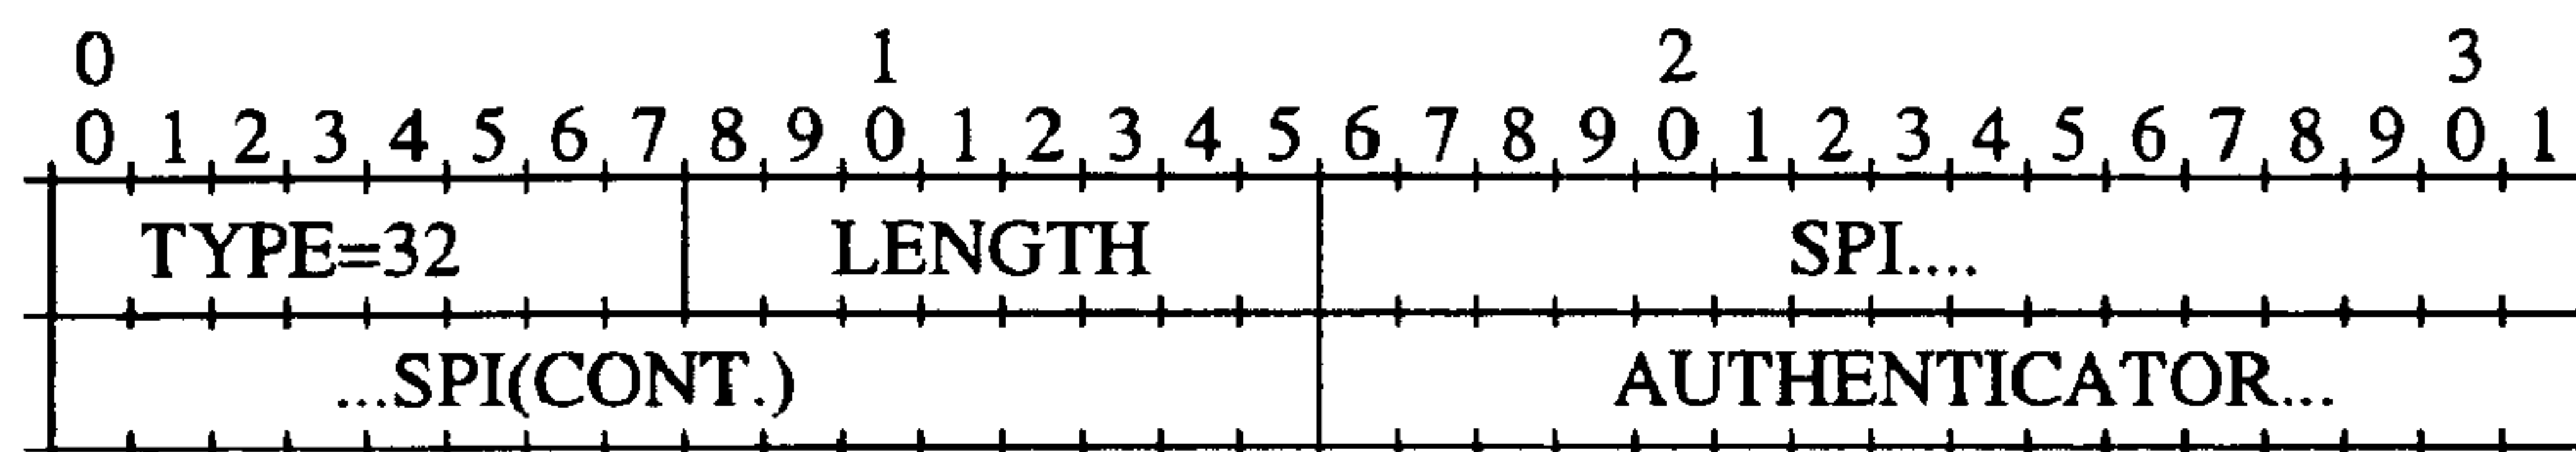 0 1 2 3
0 1 2 3 4 5 6 7 8 9 0 1 2 3 4 5 6 7 8 9 0 1 2 3 4 5 6 7 8 9 0 1
TYPE=32 LENGTH SPI....
...SPI(CONT.) AUTHENTICATOR...